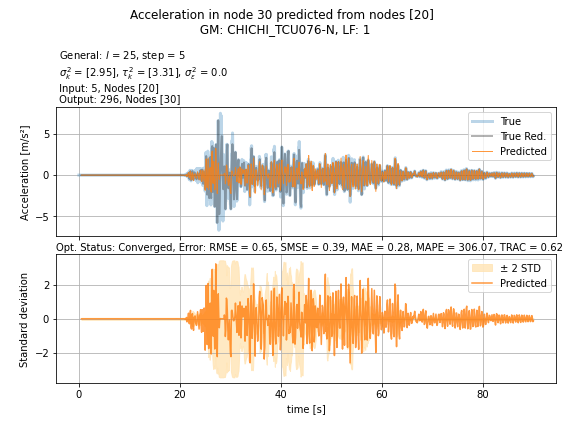 Acceleration in node 30 predicted from nodes [20]
GM: CHICHI_TCU076-N, LF: 1
General: l = 25, step = 5
σ_k^2 = [2.95], τ_k^2 = [3.31], σ_ε^2 = 0.0
Input: 5, Nodes [20]
Output: 296, Nodes [30]
Acceleration [m/s²]
5
0
−5
True
True Red.
Predicted
Opt. Status: Converged, Error: RMSE = 0.65, SMSE = 0.39, MAE = 0.28, MAPE = 306.07, TRAC = 0.62
Standard deviation
2
0
−2
± 2 STD
Predicted
0 20 40 60 80
time [s]